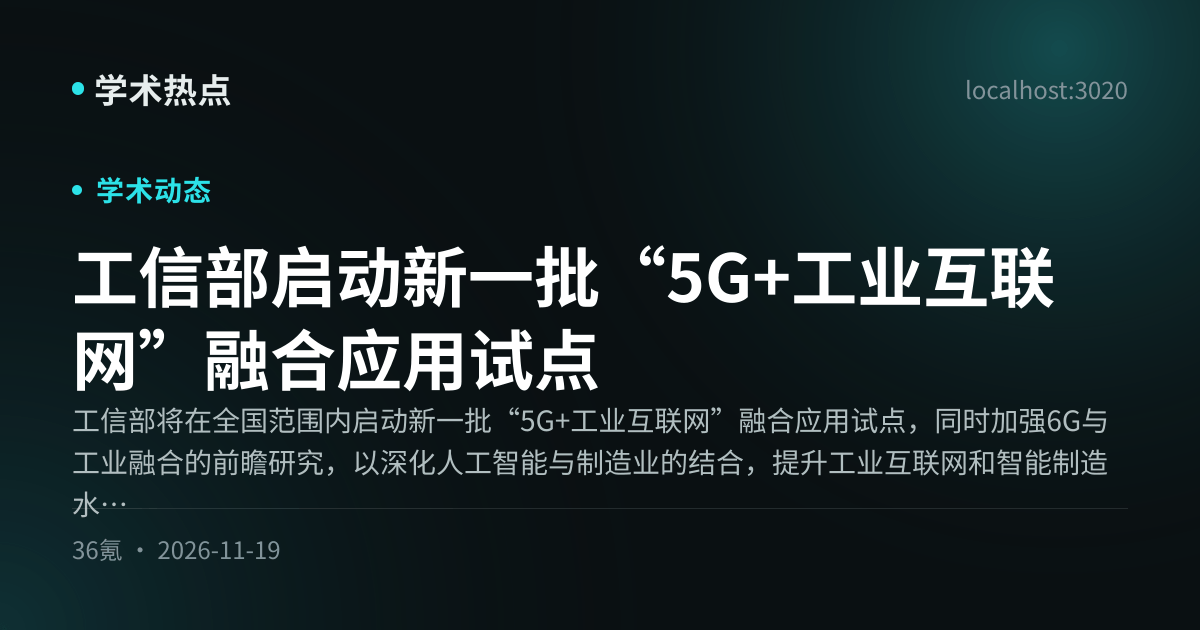 学术热点
localhost:3020
学术动态
工信部启动新一批“5G+工业互联
网”融合应用试点
工信部将在全国范围内启动新一批“5G+工业互联网”融合应用试点，同时加强6G与
工业融合的前瞻研究，以深化人工智能与制造业的结合，提升工业互联网和智能制造
水…
36氪 · 2026-11-19